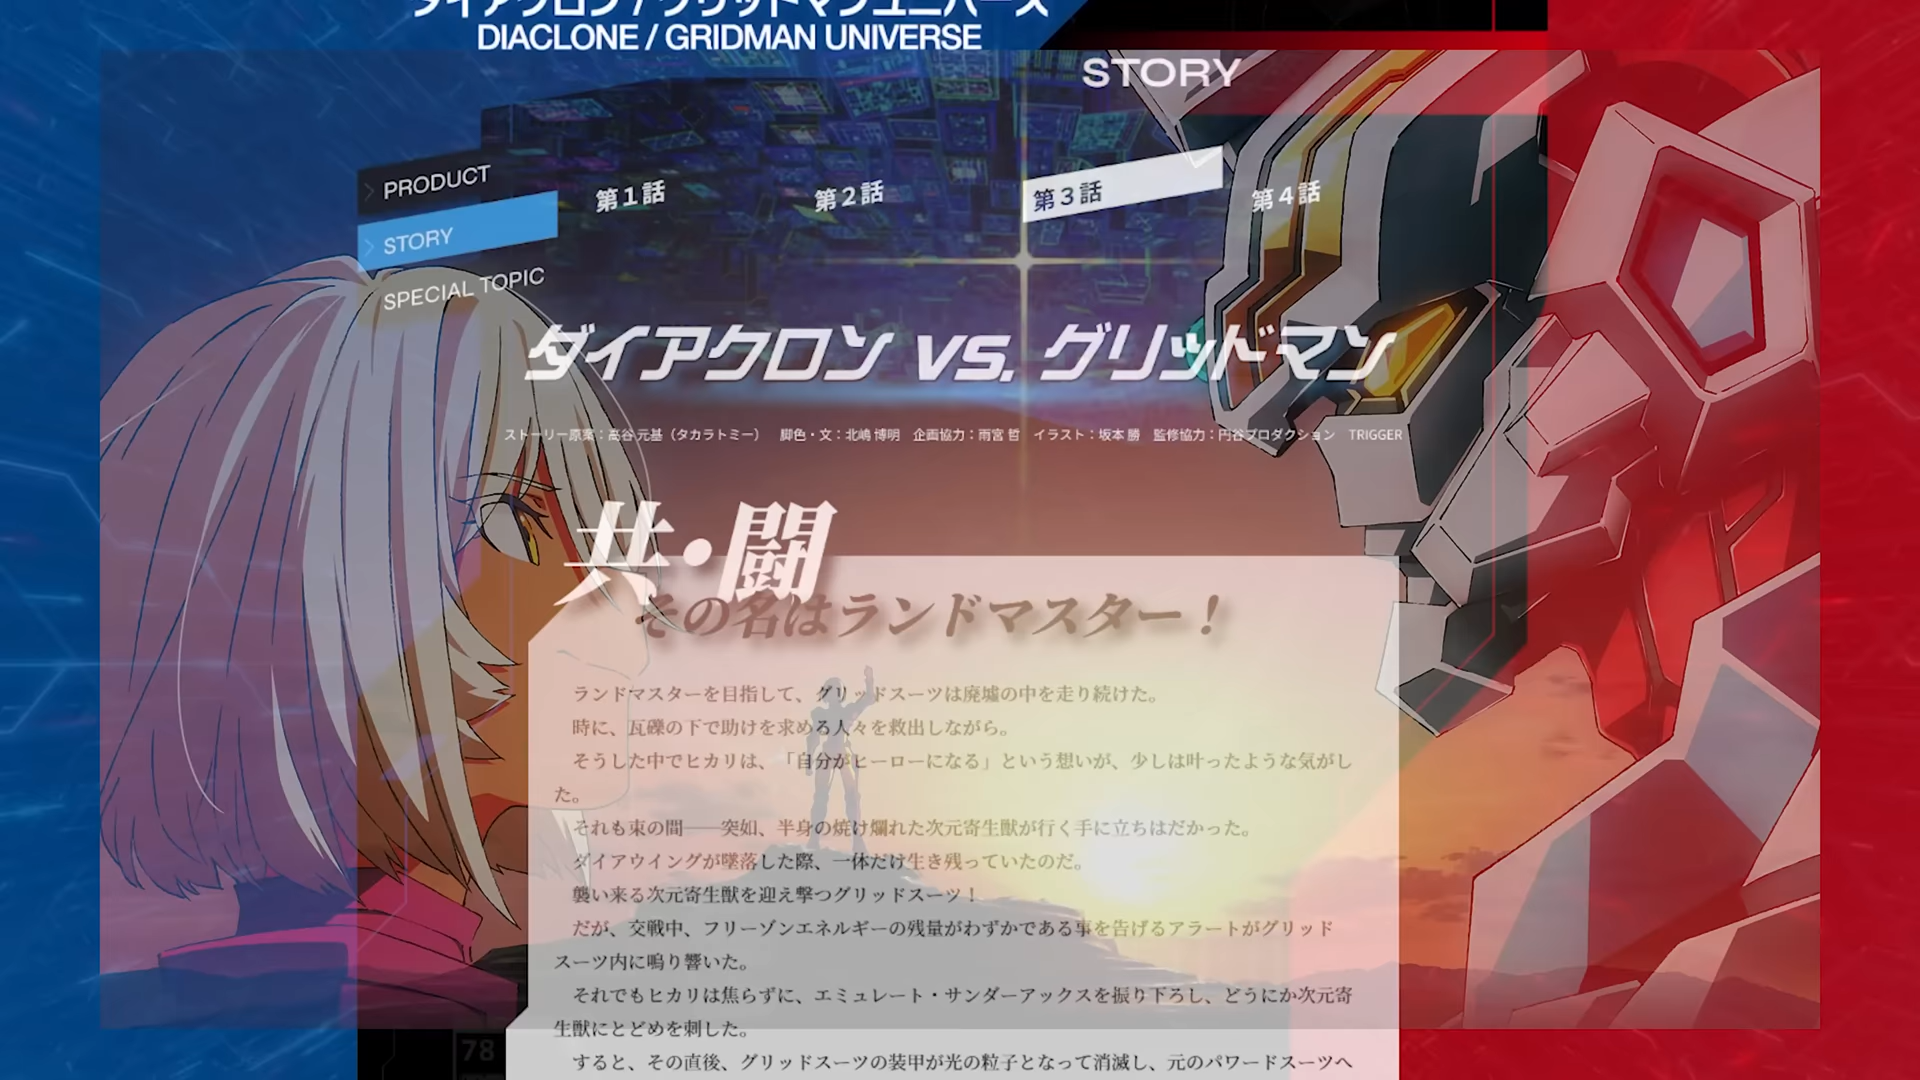 ダイアクロン / グリッドマンユニバース
DIACLONE / GRIDMAN UNIVERSE
STORY
PRODUCT
STORY
SPECIAL TOPIC
第1話
第2話
第3話
第4話
ダイアクロン VS. グリッドマン
ストーリー原案：高谷 元基（タカラトミー）　脚色・文：北嶋 博明　企画協力：雨宮 哲　イラスト：坂本 勝　監修協力：円谷プロダクション　TRIGGER
共・闘
その名はランドマスター！
ランドマスターを目指して、グリッドスーツは廃墟の中を走り続けた。
時に、瓦礫の下で助けを求める人々を救出しながら。
そうした中でヒカリは、「自分がヒーローになる」という想いが、少しは叶ったような気がし
た。
それも束の間──突如、半身の焼け爛れた次元寄生獣が行く手に立ちはだかった。
ダイアウイングが墜落した際、一体だけ生き残っていたのだ。
襲い来る次元寄生獣を迎え撃つグリッドスーツ！
だが、交戦中、フリーゾンエネルギーの残量がわずかである事を告げるアラートがグリッド
スーツ内に鳴り響いた。
それでもヒカリは焦らずに、エミュレート・サンダーアックスを振り下ろし、どうにか次元寄
生獣にとどめを刺した。
すると、その直後、グリッドスーツの装甲が光の粒子となって消滅し、元のパワードスーツへ
78